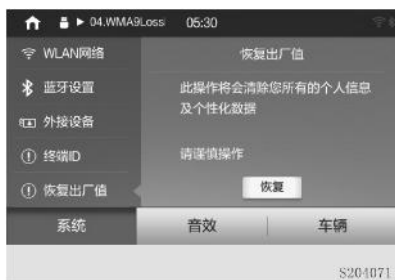 04.WMA9Loss 05:30
WLAN网络
蓝牙设置
外接设备
终端ID
恢复出厂值
恢复出厂值
此操作将会清除您所有的个人信息
及个性化数据
请谨慎操作
恢复
系统 音效 车辆
S204071